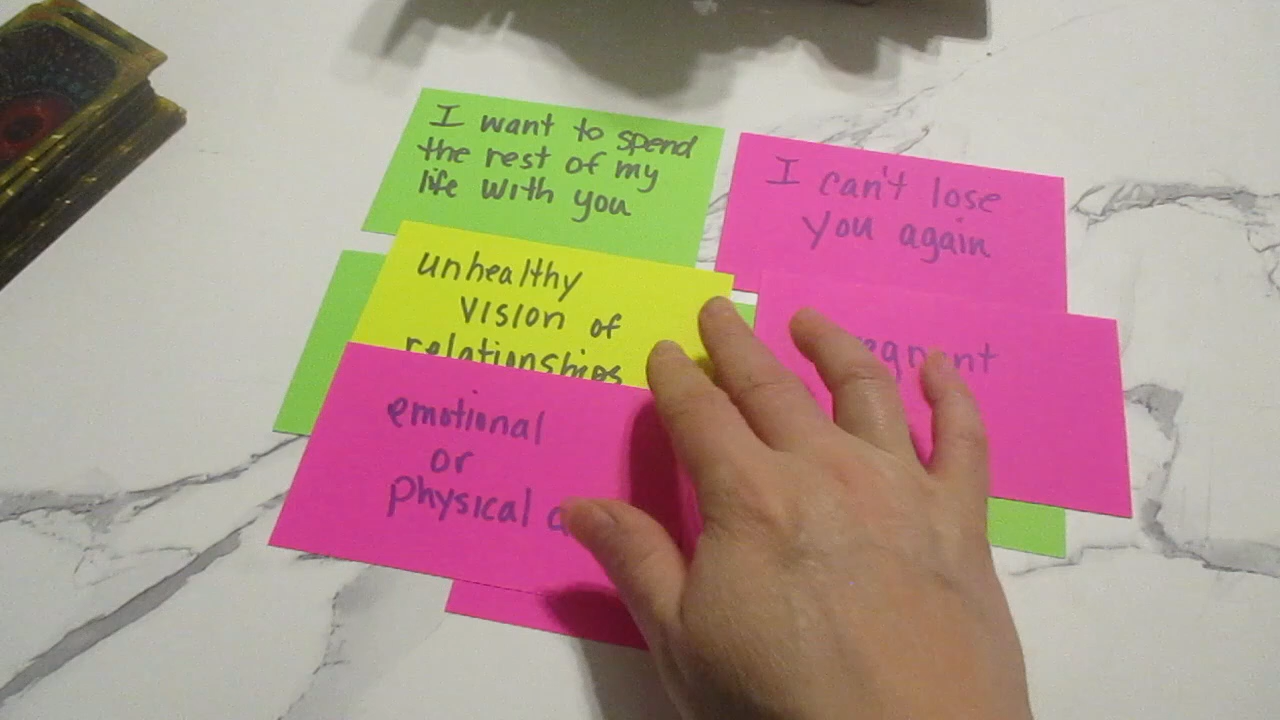 I want to spend
the rest of my
life with you
I can't lose
you again
unhealthy
vision of
relationships
emotional
or
physical